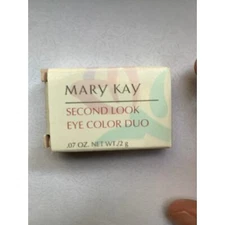 MARY KAY
SECOND LOOK
EYE COLOR DUO
.07 OZ. NET WT./2 g